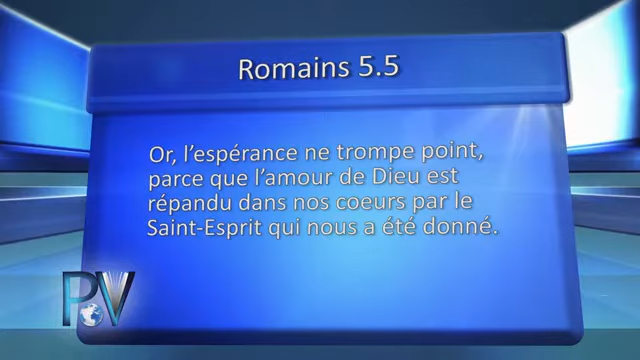 Romains 5.5
Or, l’espérance ne trompe point,
parce que l’amour de Dieu est
répandu dans nos coeurs par le
Saint-Esprit qui nous a été donné.
PV